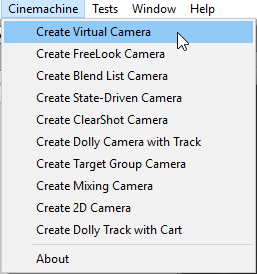 Cinemachine Tests Window Help
Create Virtual Camera
Create FreeLook Camera
Create Blend List Camera
Create State-Driven Camera
Create ClearShot Camera
Create Dolly Camera with Track
Create Target Group Camera
Create Mixing Camera
Create 2D Camera
Create Dolly Track with Cart
About